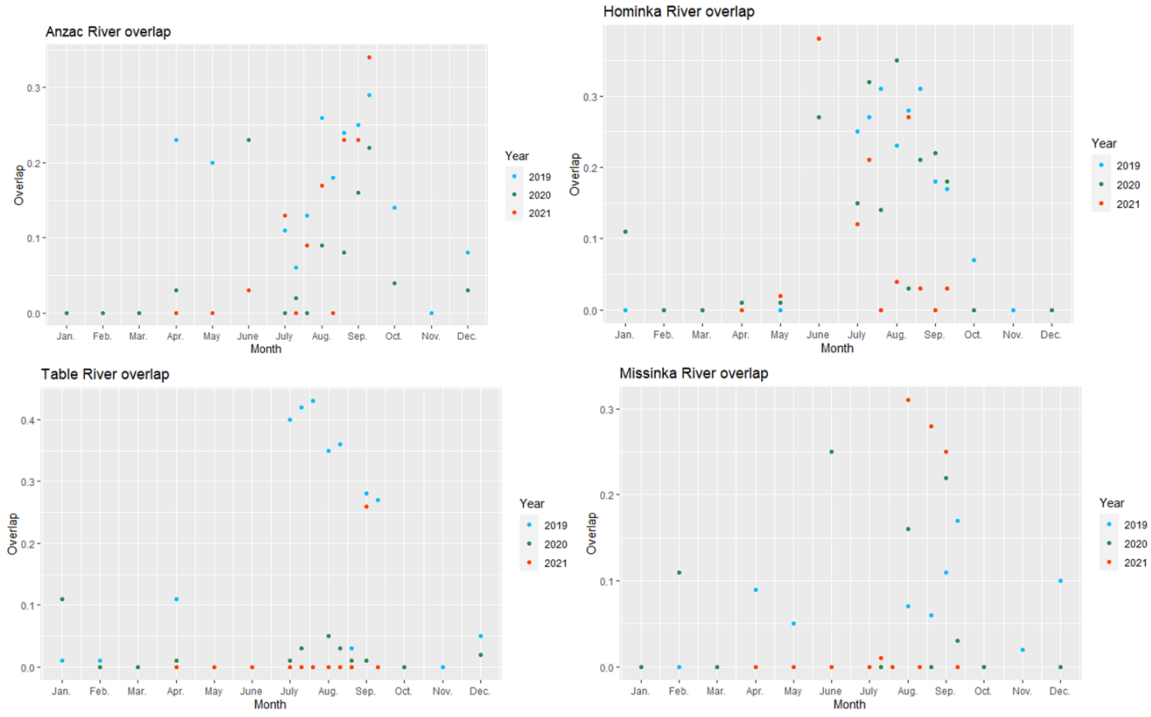 Anzac River overlap
0.3
0.2
0.1
0.0
Overlap
Jan. Feb. Mar. Apr. May June July Aug. Sep. Oct. Nov. Dec.
Month
Year
2019
2020
2021
Hominka River overlap
0.3
0.2
0.1
0.0
Overlap
Jan. Feb. Mar. Apr. May June July Aug. Sep. Oct. Nov. Dec.
Month
Year
2019
2020
2021
Table River overlap
0.4
0.3
0.2
0.1
0.0
Overlap
Jan. Feb. Mar. Apr. May June July Aug. Sep. Oct. Nov. Dec.
Month
Year
2019
2020
2021
Missinka River overlap
0.3
0.2
0.1
0.0
Overlap
Jan. Feb. Mar. Apr. May June July Aug. Sep. Oct. Nov. Dec.
Month
Year
2019
2020
2021